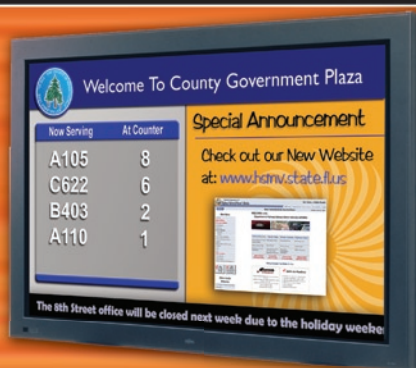 Welcome To County Government Plaza
Now Serving At Counter
A105 8
C622 6
B403 2
A110 1
Special Announcement
Check out our New Website
at: www.hsmv.state.fl.us
The 8th Street office will be closed next week due to the holiday weeke